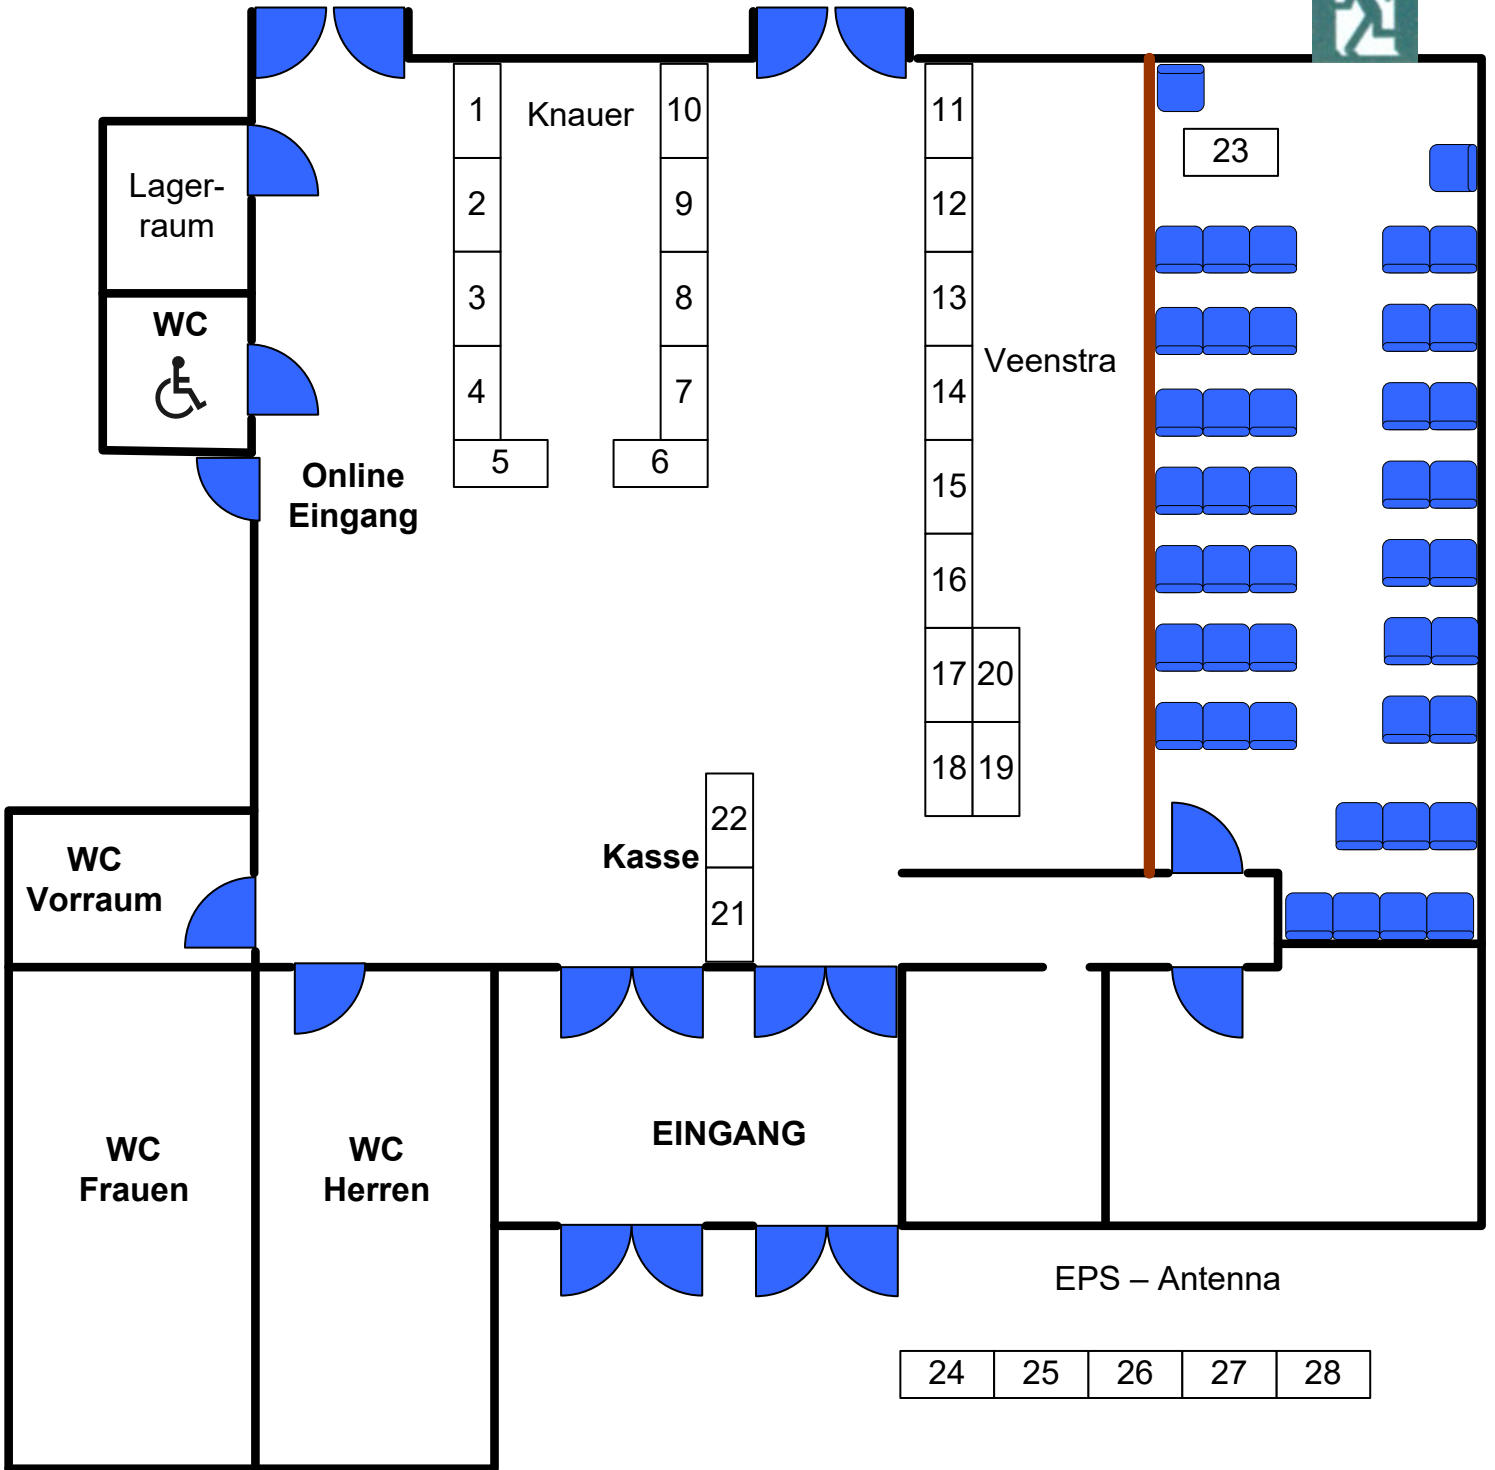 1
Knauer
10
11
2
9
12
23
Lager-
raum
3
8
13
WC
4
7
14
Veenstra
5
6
15
Online
Eingang
16
17
20
18
19
22
Kasse
21
WC
Vorraum
EINGANG
WC
Frauen
WC
Herren
EPS – Antenna
24
25
26
27
28